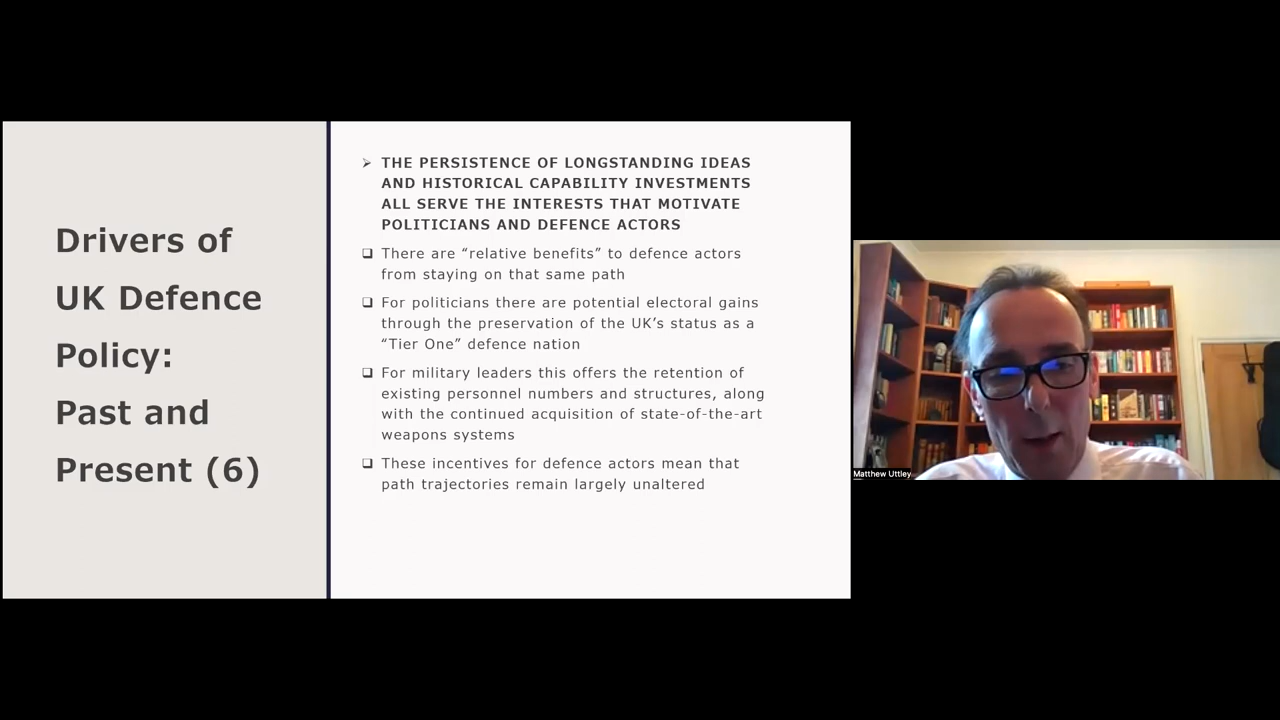 Drivers of
UK Defence
Policy:
Past and
Present (6)
➢ THE PERSISTENCE OF LONGSTANDING IDEAS
AND HISTORICAL CAPABILITY INVESTMENTS
ALL SERVE THE INTERESTS THAT MOTIVATE
POLITICIANS AND DEFENCE ACTORS
❑ There are “relative benefits” to defence actors
from staying on that same path
❑ For politicians there are potential electoral gains
through the preservation of the UK’s status as a
“Tier One” defence nation
❑ For military leaders this offers the retention of
existing personnel numbers and structures, along
with the continued acquisition of state-of-the-art
weapons systems
❑ These incentives for defence actors mean that
path trajectories remain largely unaltered
Matthew Uttley